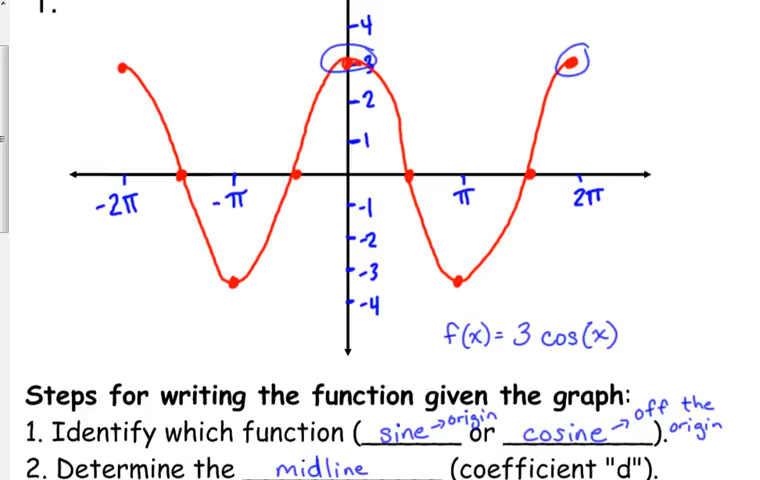 1.
-4
3
-2
-1
-2π -π π 2π
-1
-2
-3
-4
f(x) = 3 cos(x)
Steps for writing the function given the graph:
1. Identify which function (sine→origin or cosine→off the origin).
2. Determine the midline (coefficient "d").